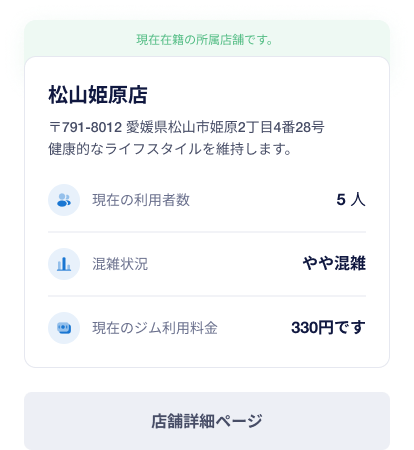 現在在籍の所属店舗です。
松山姫原店
〒791-8012 愛媛県松山市姫原2丁目4番28号
健康的なライフスタイルを維持します。
現在の利用者数 5 人
混雑状況 やや混雑
現在のジム利用料金 330円です
店舗詳細ページ